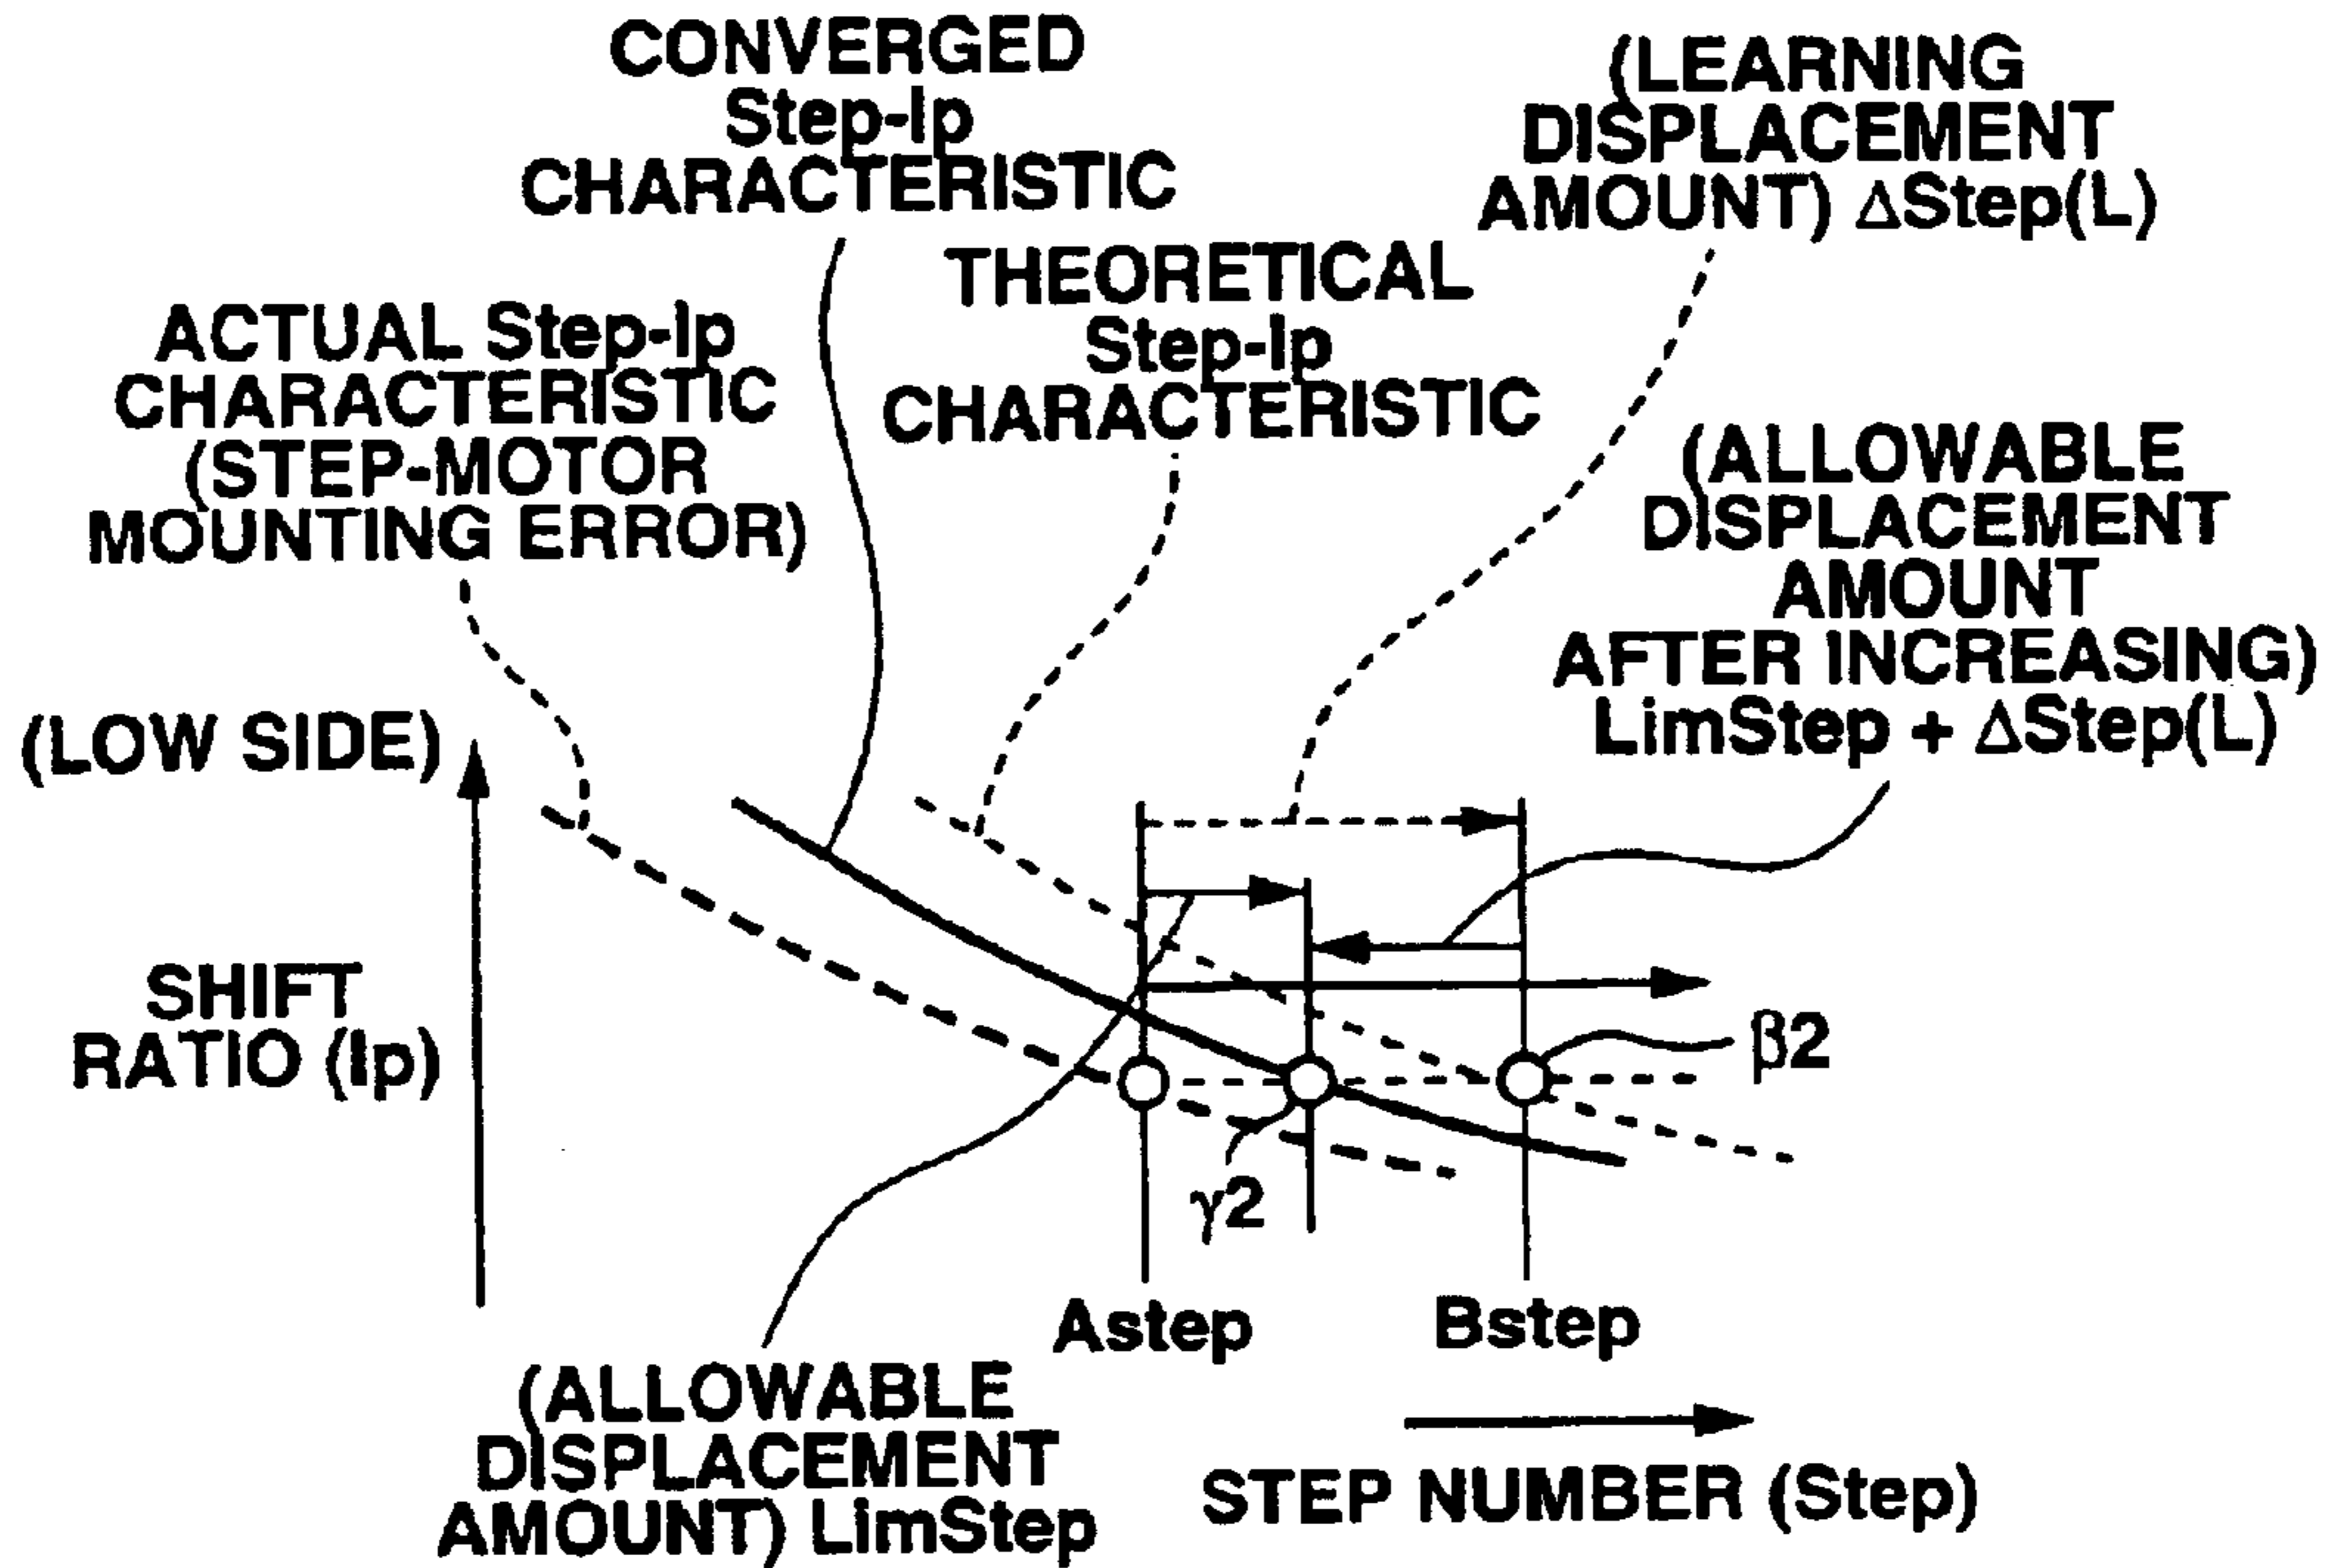 CONVERGED
Step-Ip
CHARACTERISTIC
(LEARNING
DISPLACEMENT
AMOUNT) ΔStep(L)
THEORETICAL
Step-Ip
CHARACTERISTIC
ACTUAL Step-Ip
CHARACTERISTIC
(STEP-MOTOR
MOUNTING ERROR)
(ALLOWABLE
DISPLACEMENT
AMOUNT
AFTER INCREASING)
LimStep + ΔStep(L)
(LOW SIDE)
SHIFT
RATIO (Ip)
β2
γ2
Astep
Bstep
(ALLOWABLE
DISPLACEMENT
AMOUNT) LimStep
STEP NUMBER (Step)